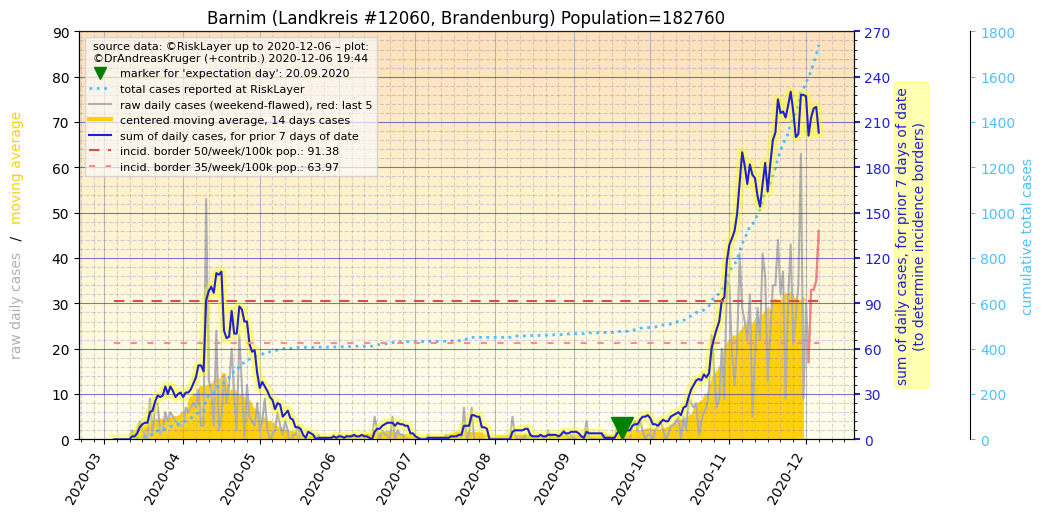 Barnim (Landkreis #12060, Brandenburg) Population=182760
source data: ©RiskLayer up to 2020-12-06 – plot:
©DrAndreasKruger (+contrib.) 2020-12-06 19:44
marker for 'expectation day': 20.09.2020
total cases reported at RiskLayer
raw daily cases (weekend-flawed), red: last 5
centered moving average, 14 days cases
sum of daily cases, for prior 7 days of date
incid. border 50/week/100k pop.: 91.38
incid. border 35/week/100k pop.: 63.97
raw daily cases / moving average
90
80
70
60
50
40
30
20
10
0
2020-03
2020-04
2020-05
2020-06
2020-07
2020-08
2020-09
2020-10
2020-11
2020-12
270
240
210
180
150
120
90
60
30
0
sum of daily cases, for prior 7 days of date
(to determine incidence borders)
1800
1600
1400
1200
1000
800
600
400
200
0
cumulative total cases